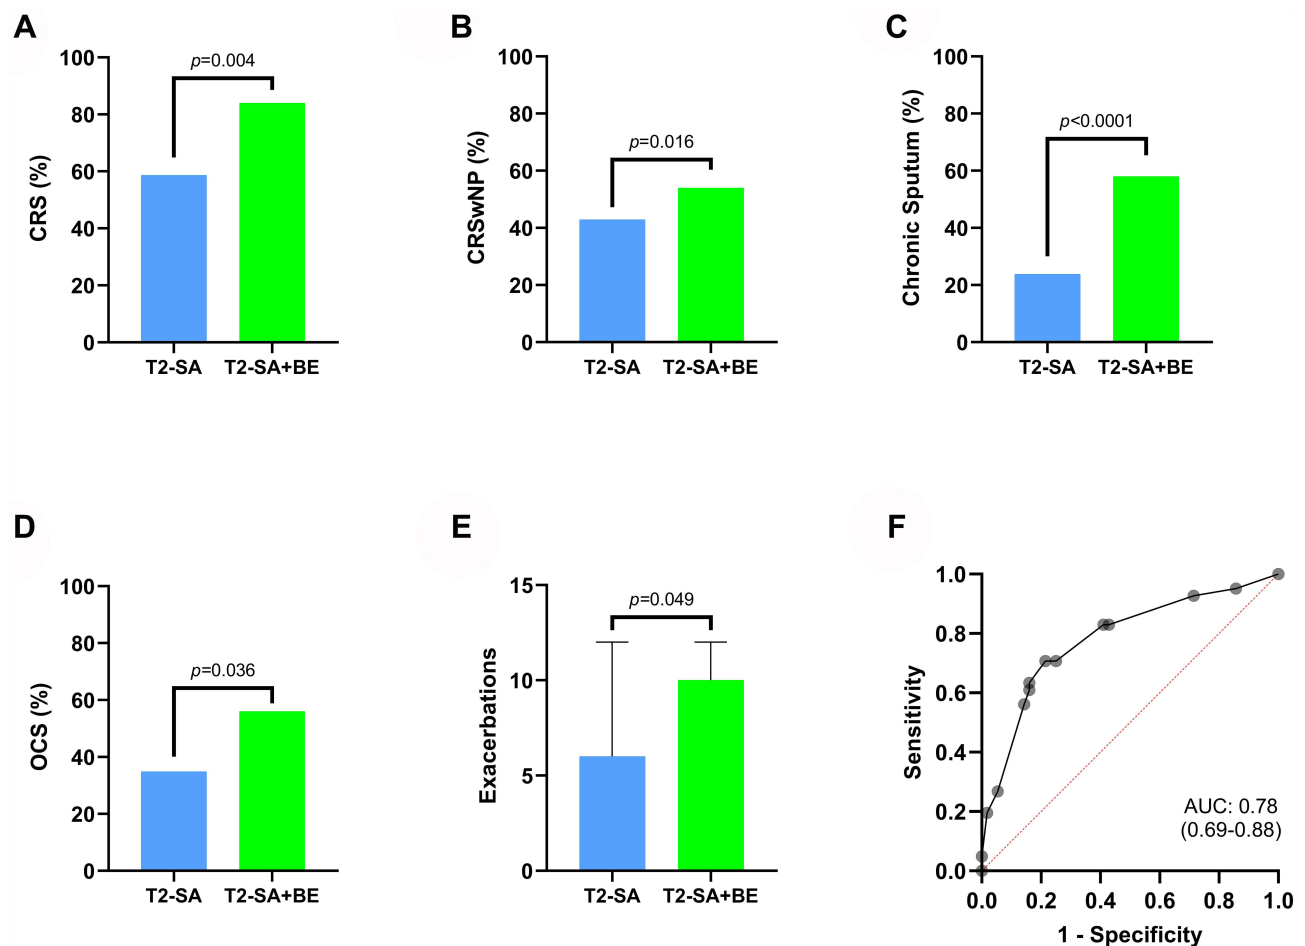 A
CRS (%)
100
80
60
40
20
0
p=0.004
T2-SA T2-SA+BE
B
CRSwNP (%)
100
80
60
40
20
0
p=0.016
T2-SA T2-SA+BE
C
Chronic Sputum (%)
100
80
60
40
20
0
p<0.0001
T2-SA T2-SA+BE
D
OCS (%)
100
80
60
40
20
0
p=0.036
T2-SA T2-SA+BE
E
Exacerbations
15
10
5
0
p=0.049
T2-SA T2-SA+BE
F
Sensitivity
1.0
0.8
0.6
0.4
0.2
0.0
AUC: 0.78
(0.69-0.88)
0.0 0.2 0.4 0.6 0.8 1.0
1 - Specificity